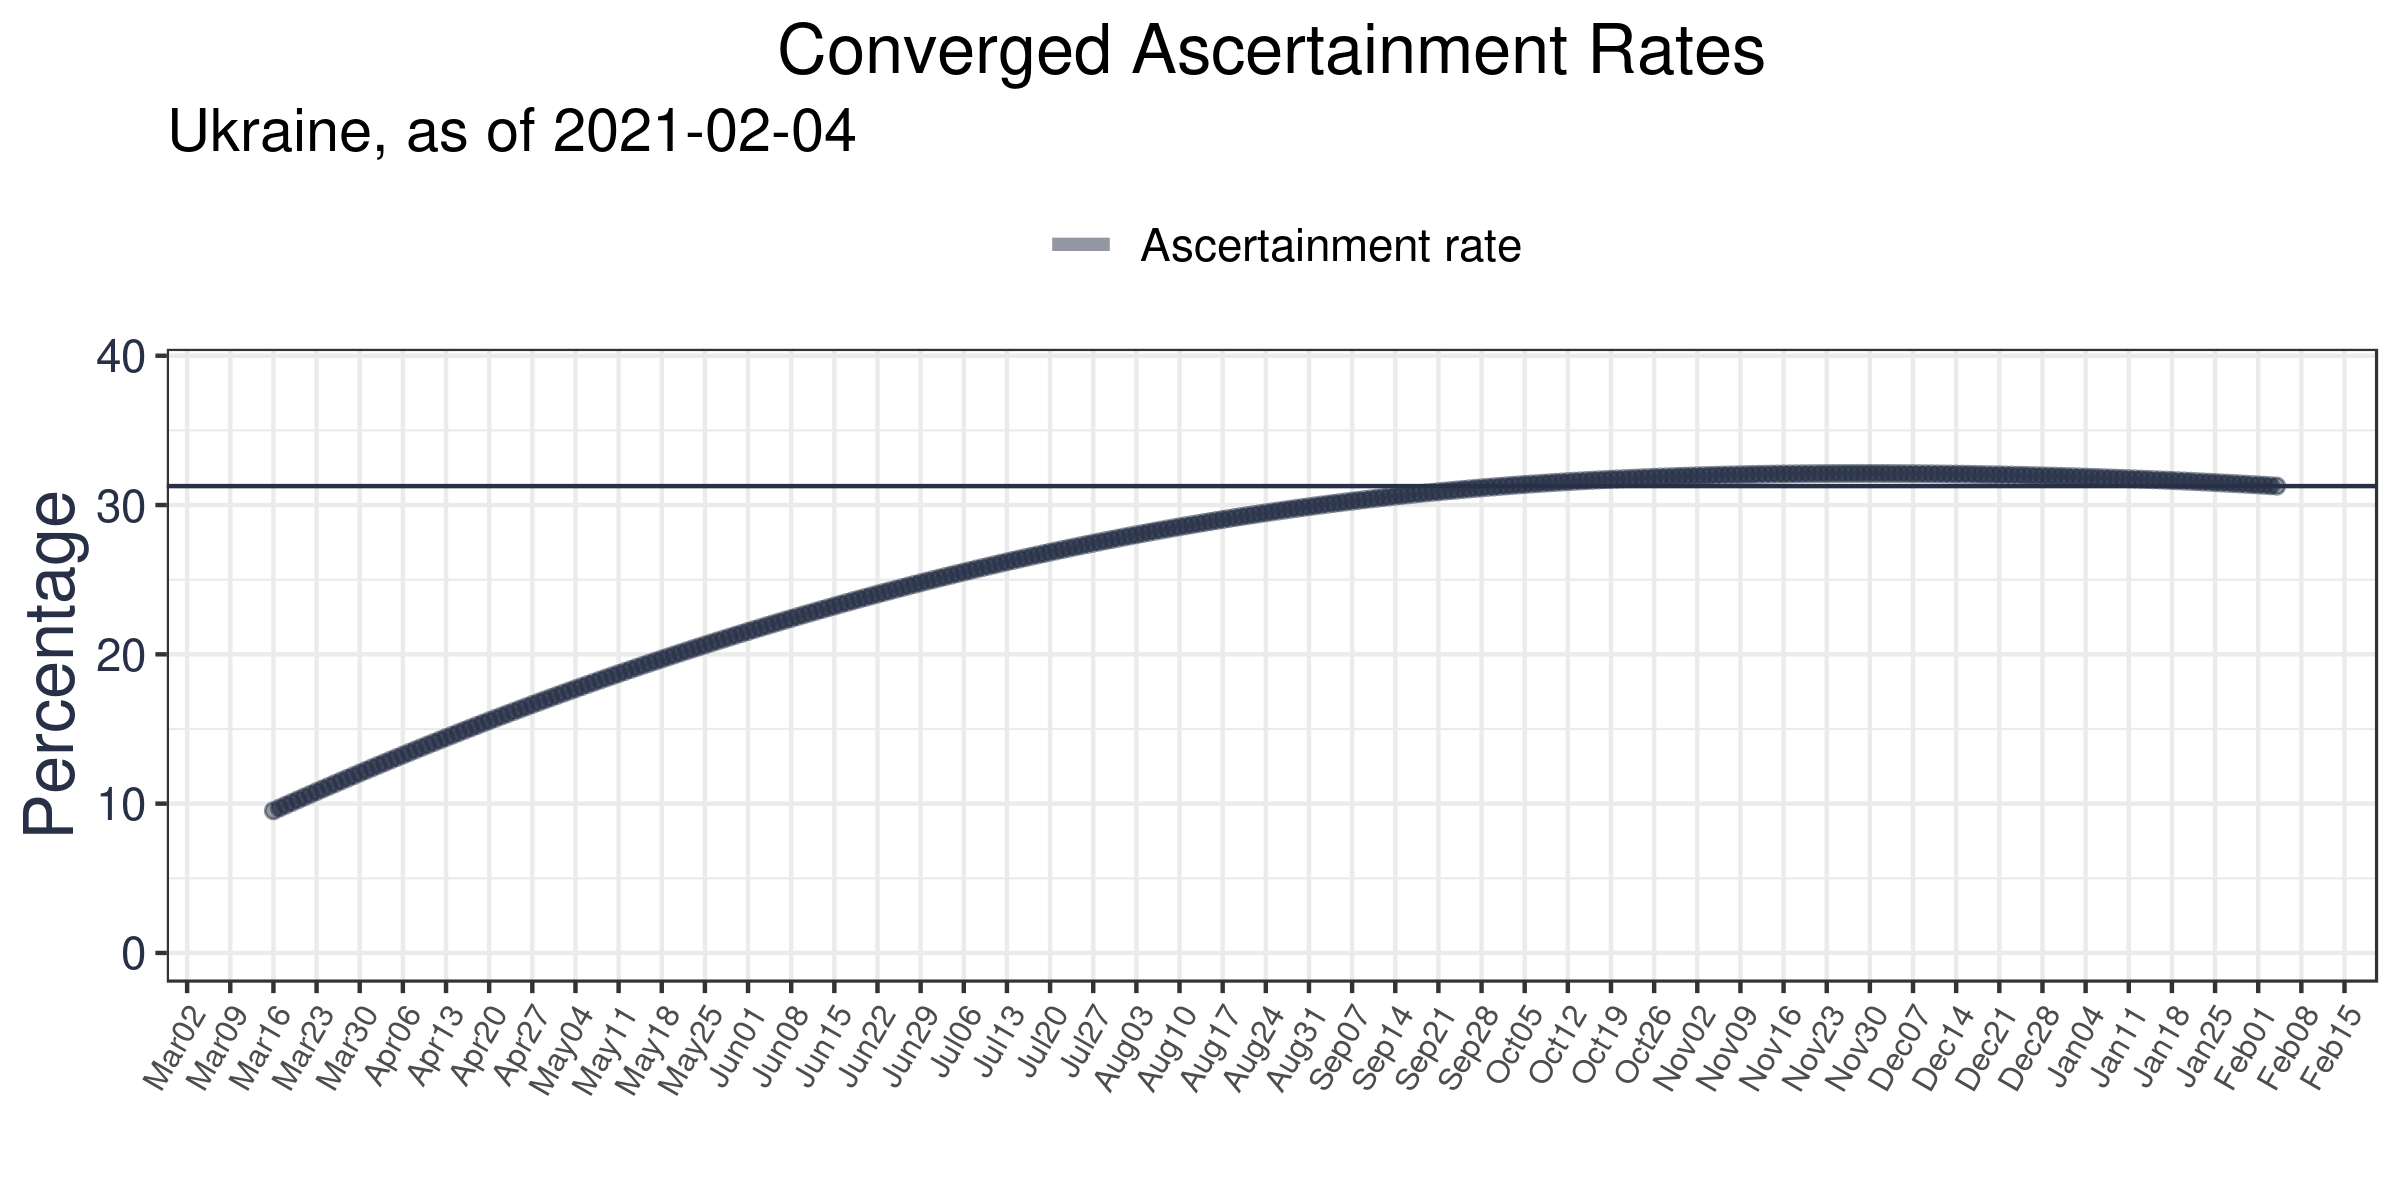 Converged Ascertainment Rates
Ukraine, as of 2021-02-04
Ascertainment rate
Percentage
40
30
20
10
0
Mar02 Mar09 Mar16 Mar23 Mar30 Apr06 Apr13 Apr20 Apr27 May04 May11 May18 May25 Jun01 Jun08 Jun15 Jun22 Jun29 Jul06 Jul13 Jul20 Jul27 Aug03 Aug10 Aug17 Aug24 Aug31 Sep07 Sep14 Sep21 Sep28 Oct05 Oct12 Oct19 Oct26 Nov02 Nov09 Nov16 Nov23 Nov30 Dec07 Dec14 Dec21 Dec28 Jan04 Jan11 Jan18 Jan25 Feb01 Feb08 Feb15